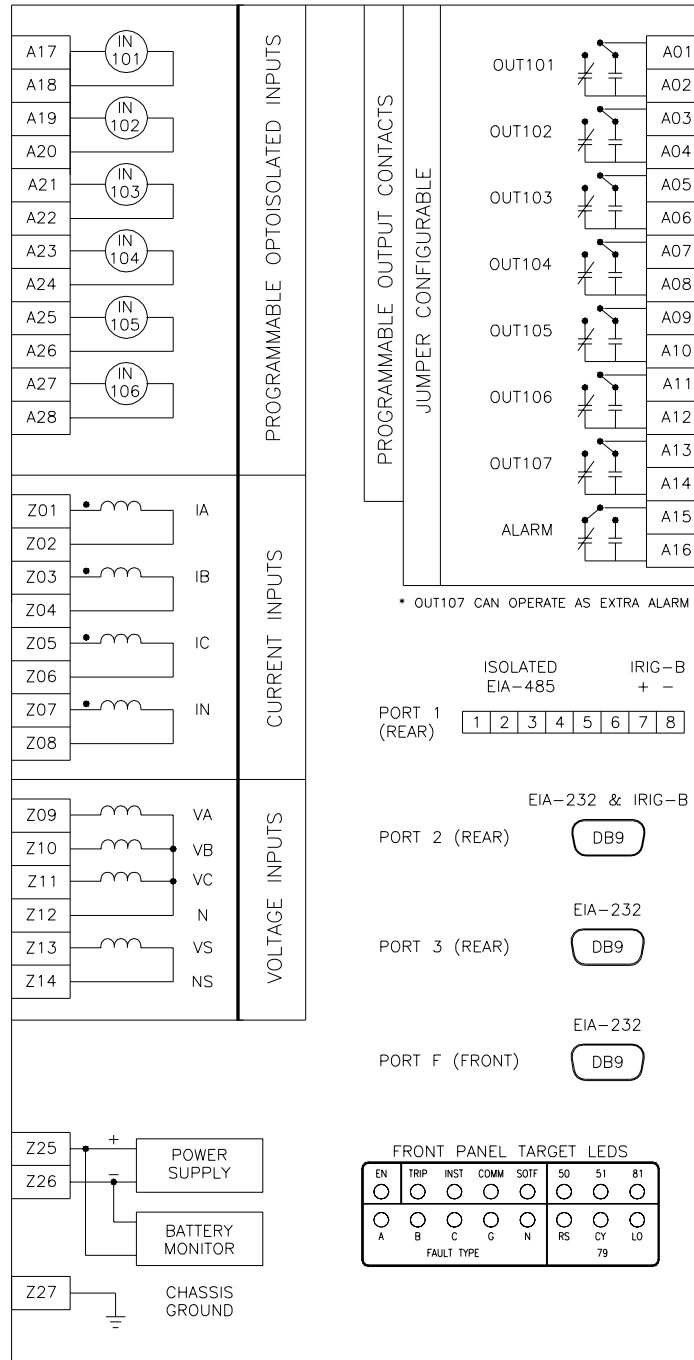 A17
IN
101
A18
A19
IN
102
A20
A21
IN
103
A22
A23
IN
104
A24
A25
IN
105
A26
A27
IN
106
A28
PROGRAMMABLE OPTOISOLATED INPUTS
Z01
IA
Z02
Z03
IB
Z04
Z05
IC
Z06
Z07
IN
Z08
CURRENT INPUTS
Z09
VA
Z10
VB
Z11
VC
Z12
N
Z13
VS
Z14
NS
VOLTAGE INPUTS
Z25
+
POWER
SUPPLY
Z26
−
BATTERY
MONITOR
Z27
CHASSIS
GROUND
PROGRAMMABLE OUTPUT CONTACTS
JUMPER CONFIGURABLE
OUT101
A01
A02
OUT102
A03
A04
OUT103
A05
A06
OUT104
A07
A08
OUT105
A09
A10
OUT106
A11
A12
OUT107
A13
A14
ALARM
A15
A16
* OUT107 CAN OPERATE AS EXTRA ALARM
ISOLATED
EIA−485
IRIG−B
+ −
PORT 1
(REAR)
1 2 3 4 5 6 7 8
EIA−232 & IRIG−B
PORT 2 (REAR)
DB9
EIA−232
PORT 3 (REAR)
DB9
EIA−232
PORT F (FRONT)
DB9
FRONT PANEL TARGET LEDS
EN TRIP INST COMM SOTF 50 51 81
A B C G N RS CY LO
FAULT TYPE 79